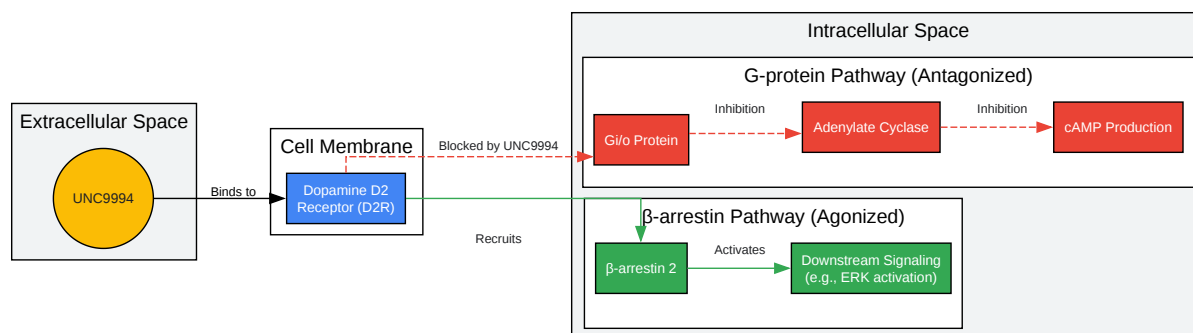 Intracellular Space
G-protein Pathway (Antagonized)
Inhibition
Inhibition
Gi/o Protein
Adenylate Cyclase
cAMP Production
Extracellular Space
UNC9994
Binds to
Cell Membrane
Blocked by UNC9994
Dopamine D2
Receptor (D2R)
Recruits
β-arrestin Pathway (Agonized)
β-arrestin 2
Activates
Downstream Signaling
(e.g., ERK activation)